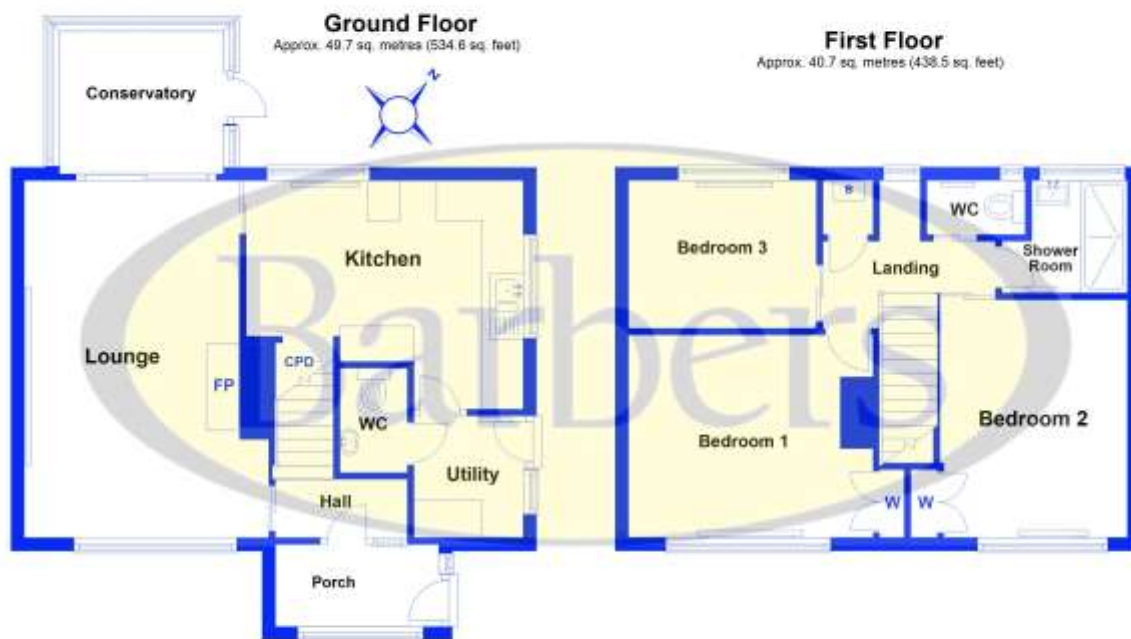 Ground Floor
Approx. 49.7 sq. metres (534.6 sq. feet)
Conservatory
N
Kitchen
Lounge
CPD
FP
WC
Utility
Hall
Porch
First Floor
Approx. 40.7 sq. metres (438.5 sq. feet)
B
WC
Bedroom 3
Shower
Room
Landing
Bedroom 2
Bedroom 1
W
W
Barbers